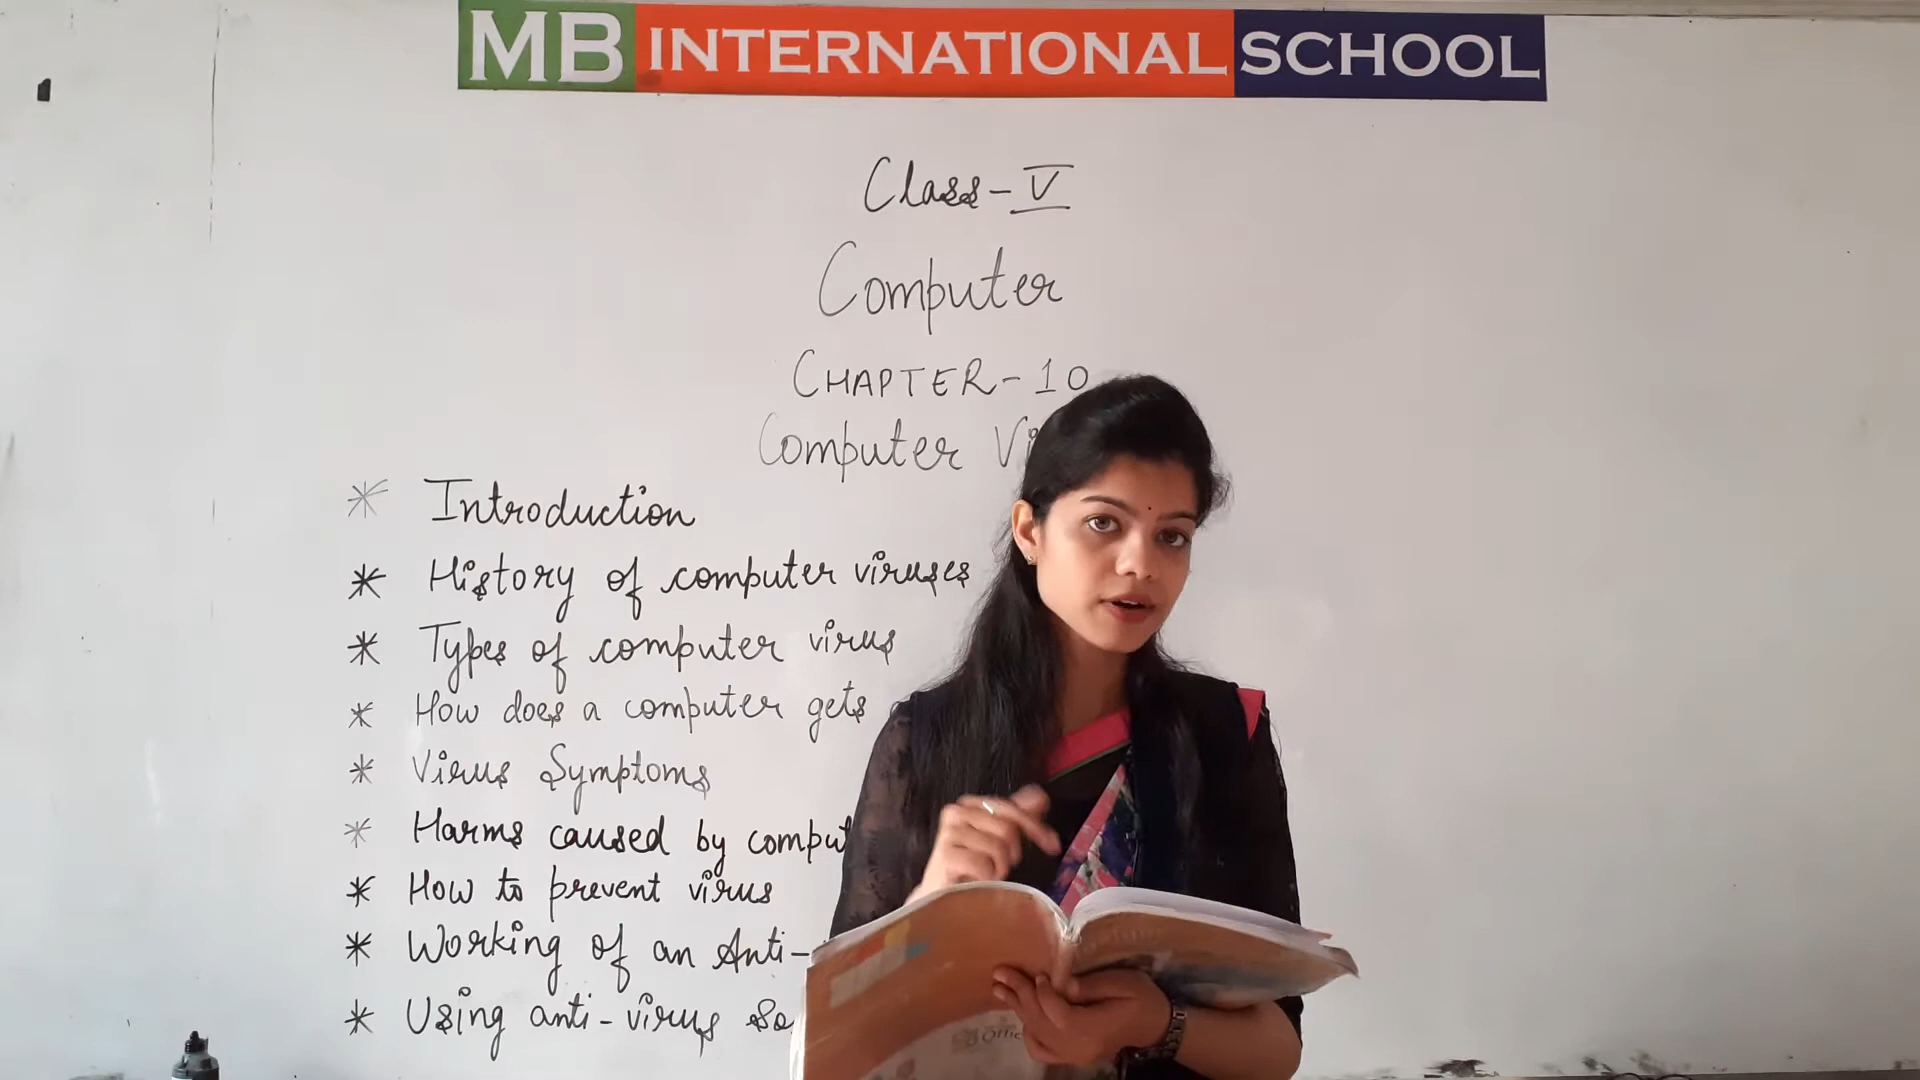 MB INTERNATIONAL SCHOOL
Class - V
Computer
CHAPTER - 10
Computer
* Introduction
* History of computer viruses
* Types of computer virus
* How does a computer gets
* Virus Symptoms
* Harms caused by
* How to prevent virus
* Working of an Anti-
* Using anti-virus